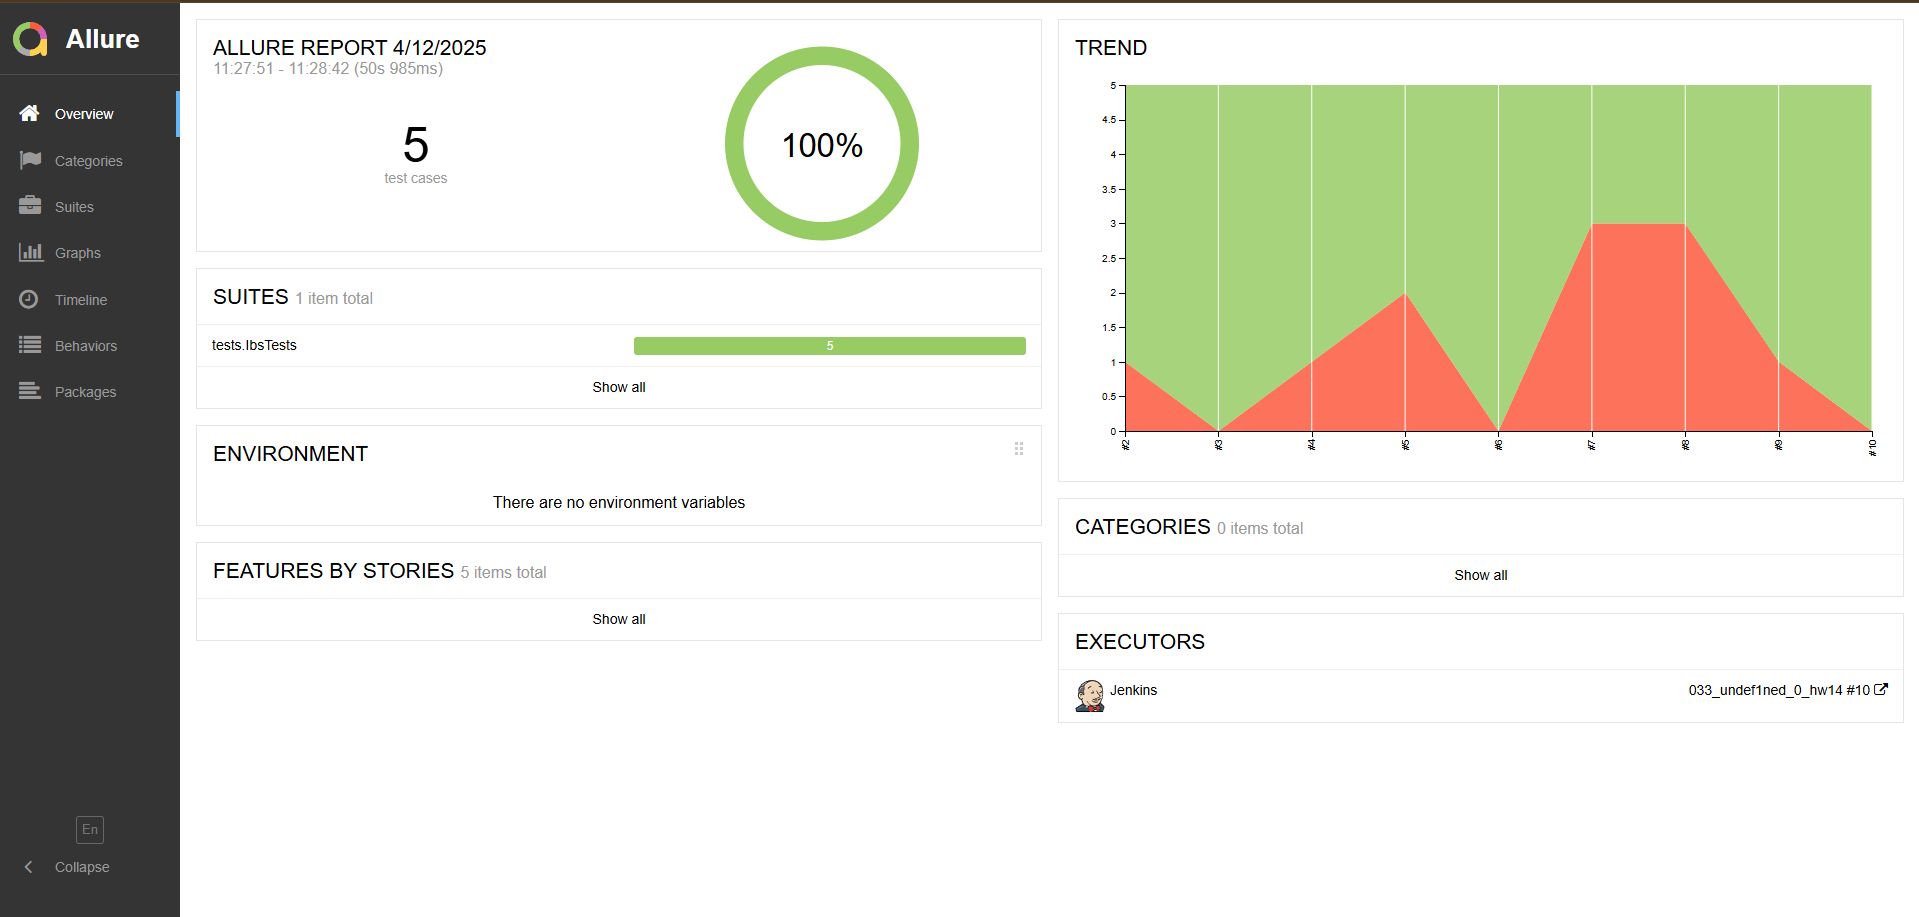 Allure
Overview
Categories
Suites
Graphs
Timeline
Behaviors
Packages
En
Collapse
ALLURE REPORT 4/12/2025
11:27:51 - 11:28:42 (50s 985ms)
5
test cases
100%
SUITES 1 item total
tests.IbsTests
5
Show all
ENVIRONMENT
There are no environment variables
FEATURES BY STORIES 5 items total
Show all
TREND
5
4.5
4
3.5
3
2.5
2
1.5
1
0.5
0
#2
#3
#4
#5
#6
#7
#8
#9
#10
CATEGORIES 0 items total
Show all
EXECUTORS
Jenkins
033_undef1ned_0_hw14 #10